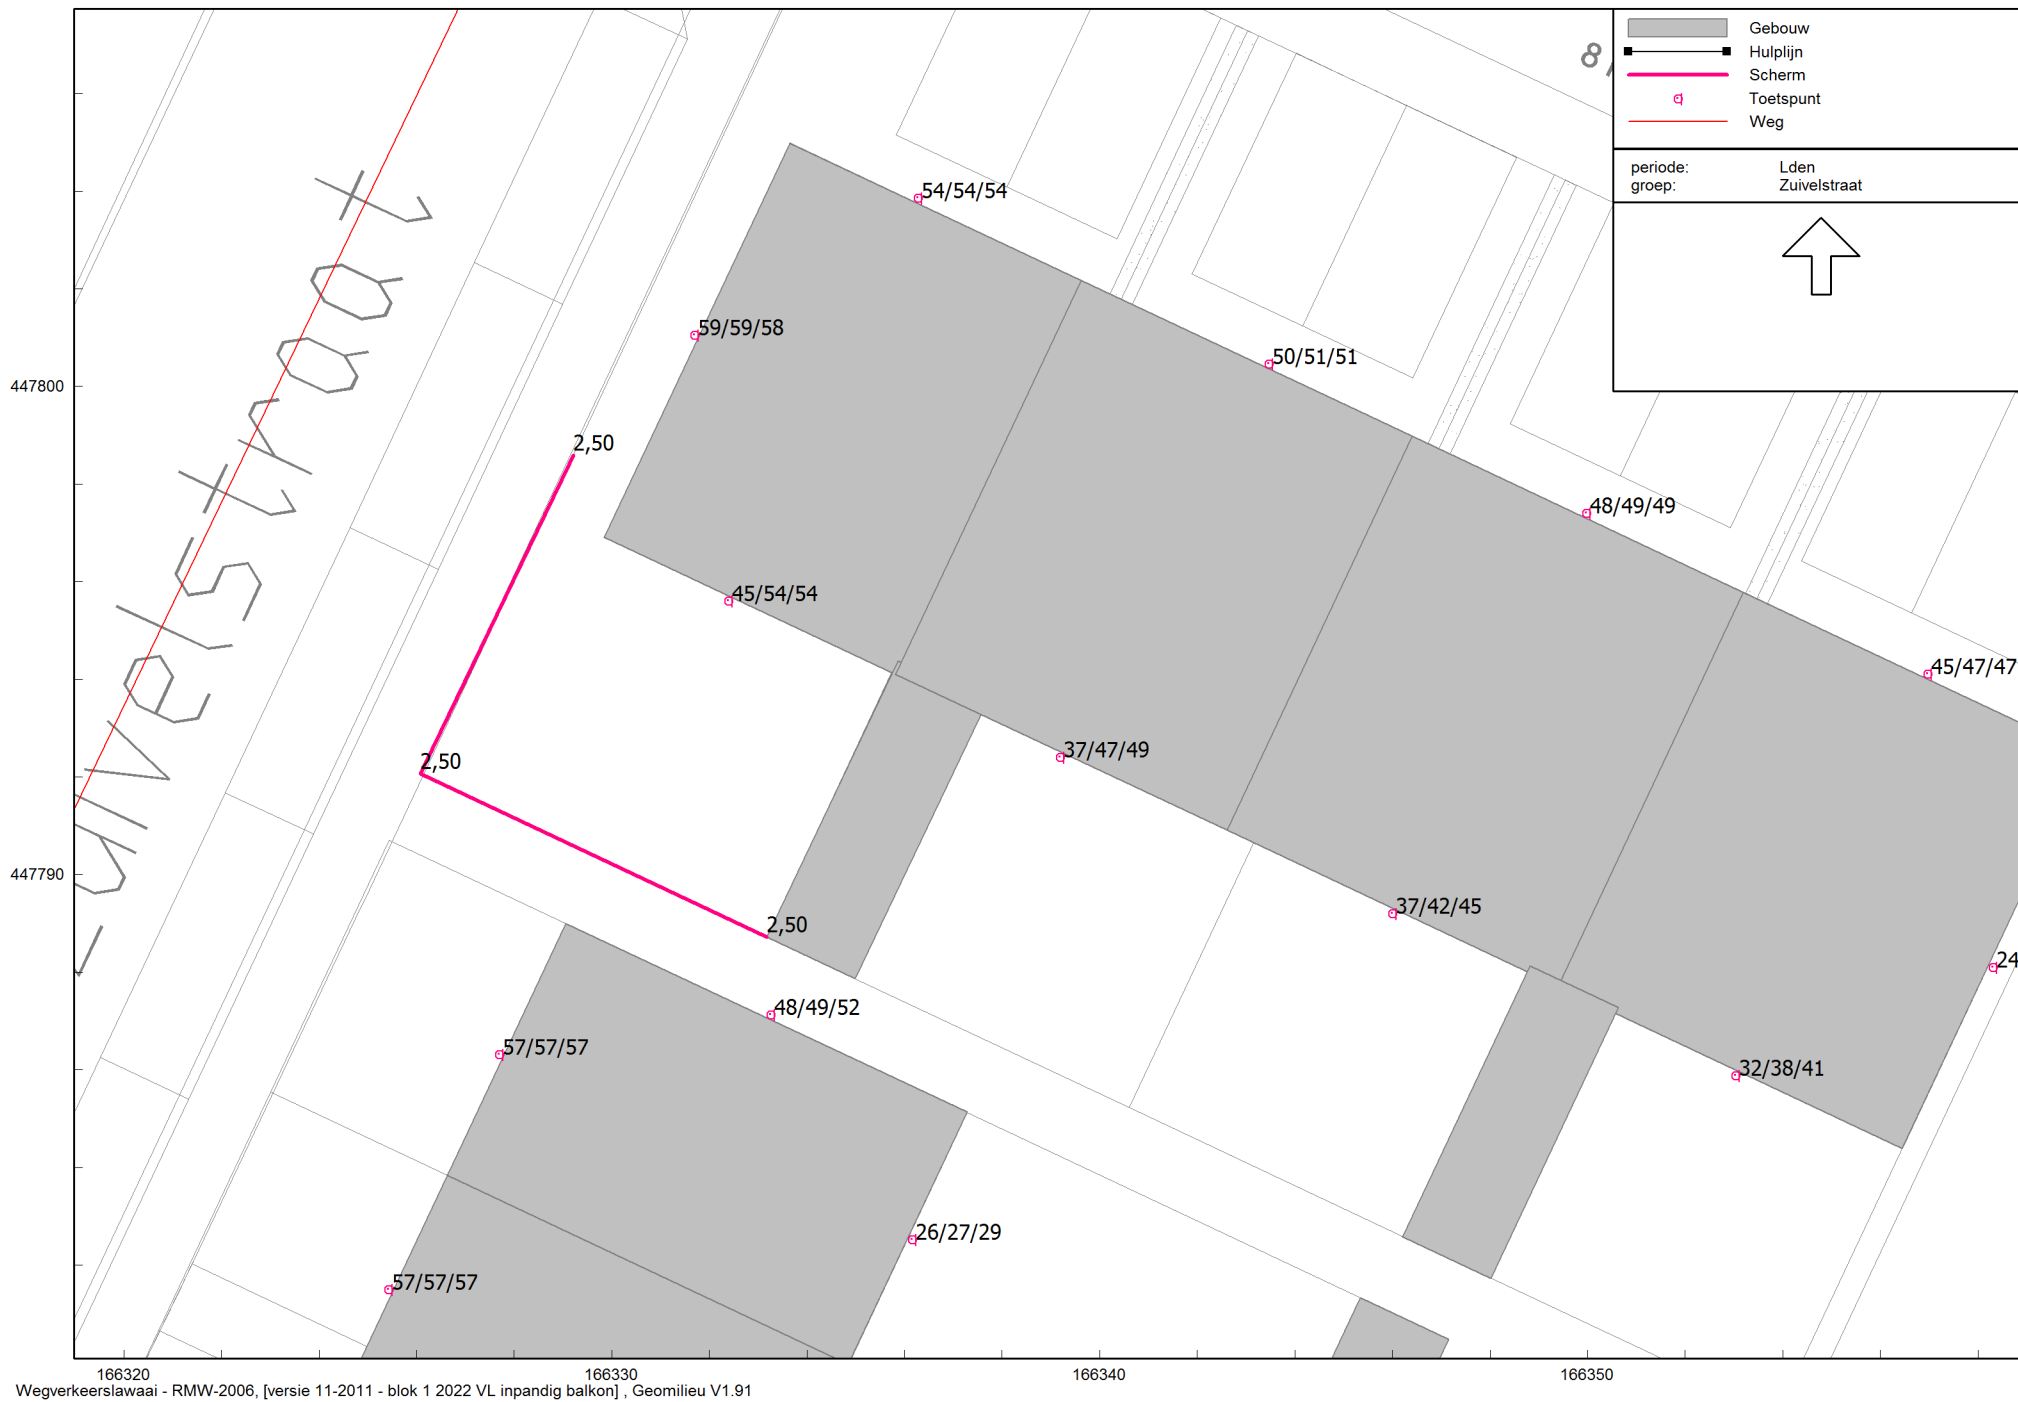 Gebouw
Hulplijn
Scherm
Toetspunt
Weg
periode: Lden
groep: Zuivelstraat
54/54/54
59/59/58
50/51/51
447800
2,50
48/49/49
45/54/54
45/47/47
2,50
37/47/49
447790
37/42/45
2,50
24
48/49/52
57/57/57
32/38/41
26/27/29
57/57/57
Zuivelstraat
166320 166330 166340 166350
Wegverkeerslawaai - RMW-2006, [versie 11-2011 - blok 1 2022 VL inpandig balkon] , Geomilieu V1.91